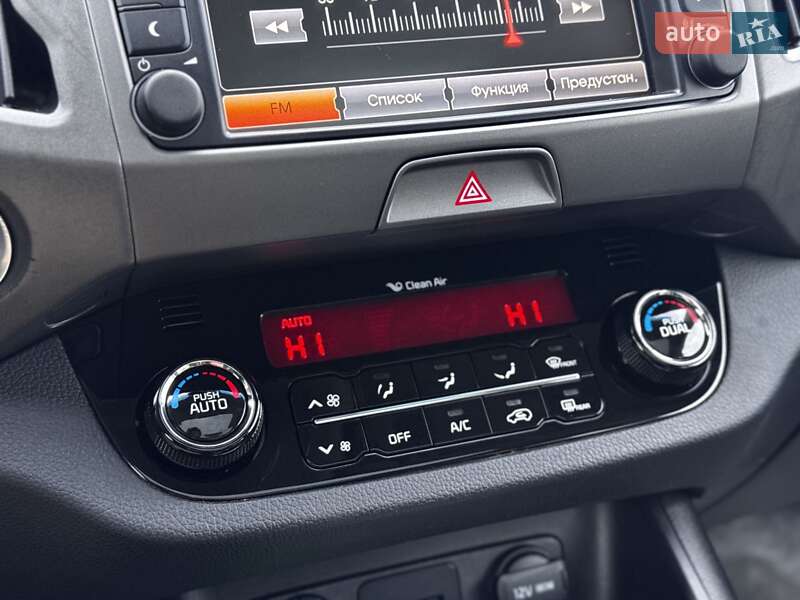 auto RIA
.com
FM Список Функция Предустан.
Clean Air
AUTO
HI HI
PUSH AUTO
PUSH DUAL
FRONT
OFF A/C REAR
12V